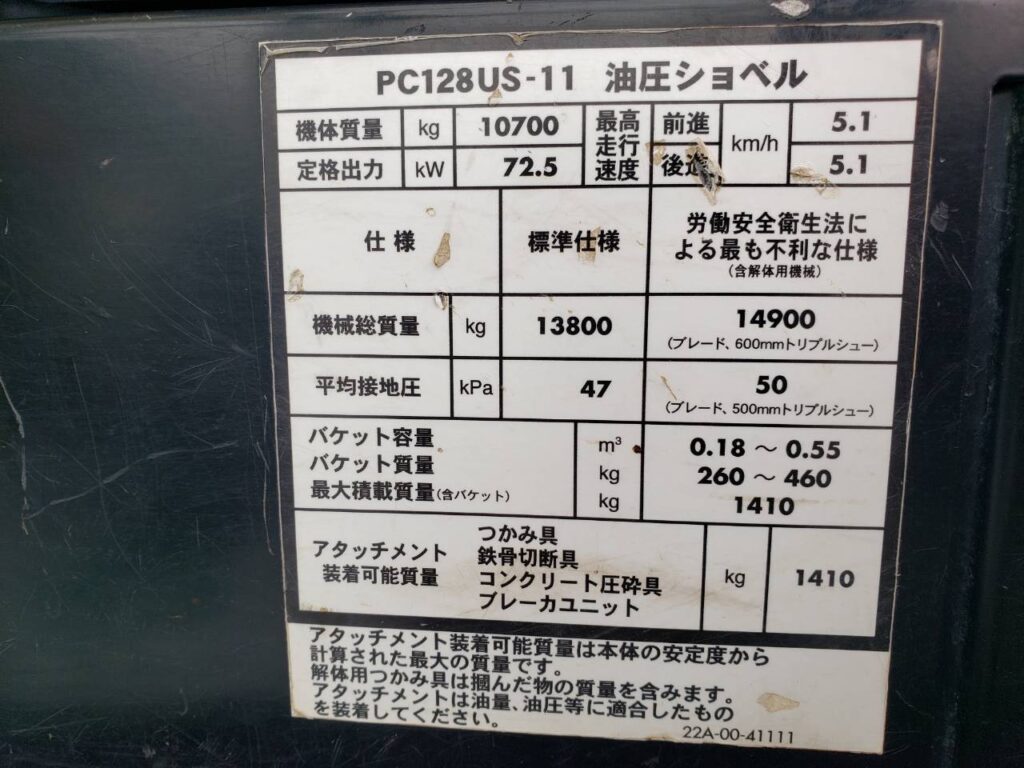 PC128US-11 油圧ショベル
機体質量 kg 10700 最高走行速度 前進 km/h 5.1
定格出力 kW 72.5 後進 5.1
仕様 標準仕様 労働安全衛生法に
よる最も不利な仕様
(含解体用機械)
機械総質量 kg 13800 14900
(ブレード、600mmトリプルシュー)
平均接地圧 kPa 47 50
(ブレード、500mmトリプルシュー)
バケット容量 m³ 0.18 ～ 0.55
バケット質量 kg 260 ～ 460
最大積載質量(含バケット) kg 1410
アタッチメント
装着可能質量
つかみ具
鉄骨切断具
コンクリート圧砕具
ブレーカユニット
kg 1410
アタッチメント装着可能質量は本体の安定度から
計算された最大の質量です。
解体用つかみ具は掴んだ物の質量を含みます。
アタッチメントは油量、油圧等に適合したもの
を装着してください。
22A-00-41111